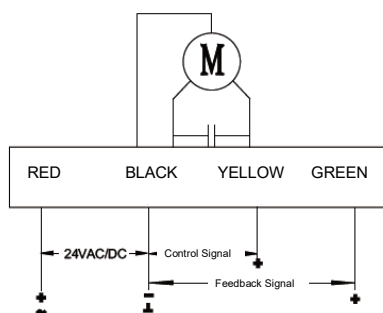 M
RED BLACK YELLOW GREEN
24VAC/DC Control Signal
+
Feedback Signal
+ - +
~ ⊥